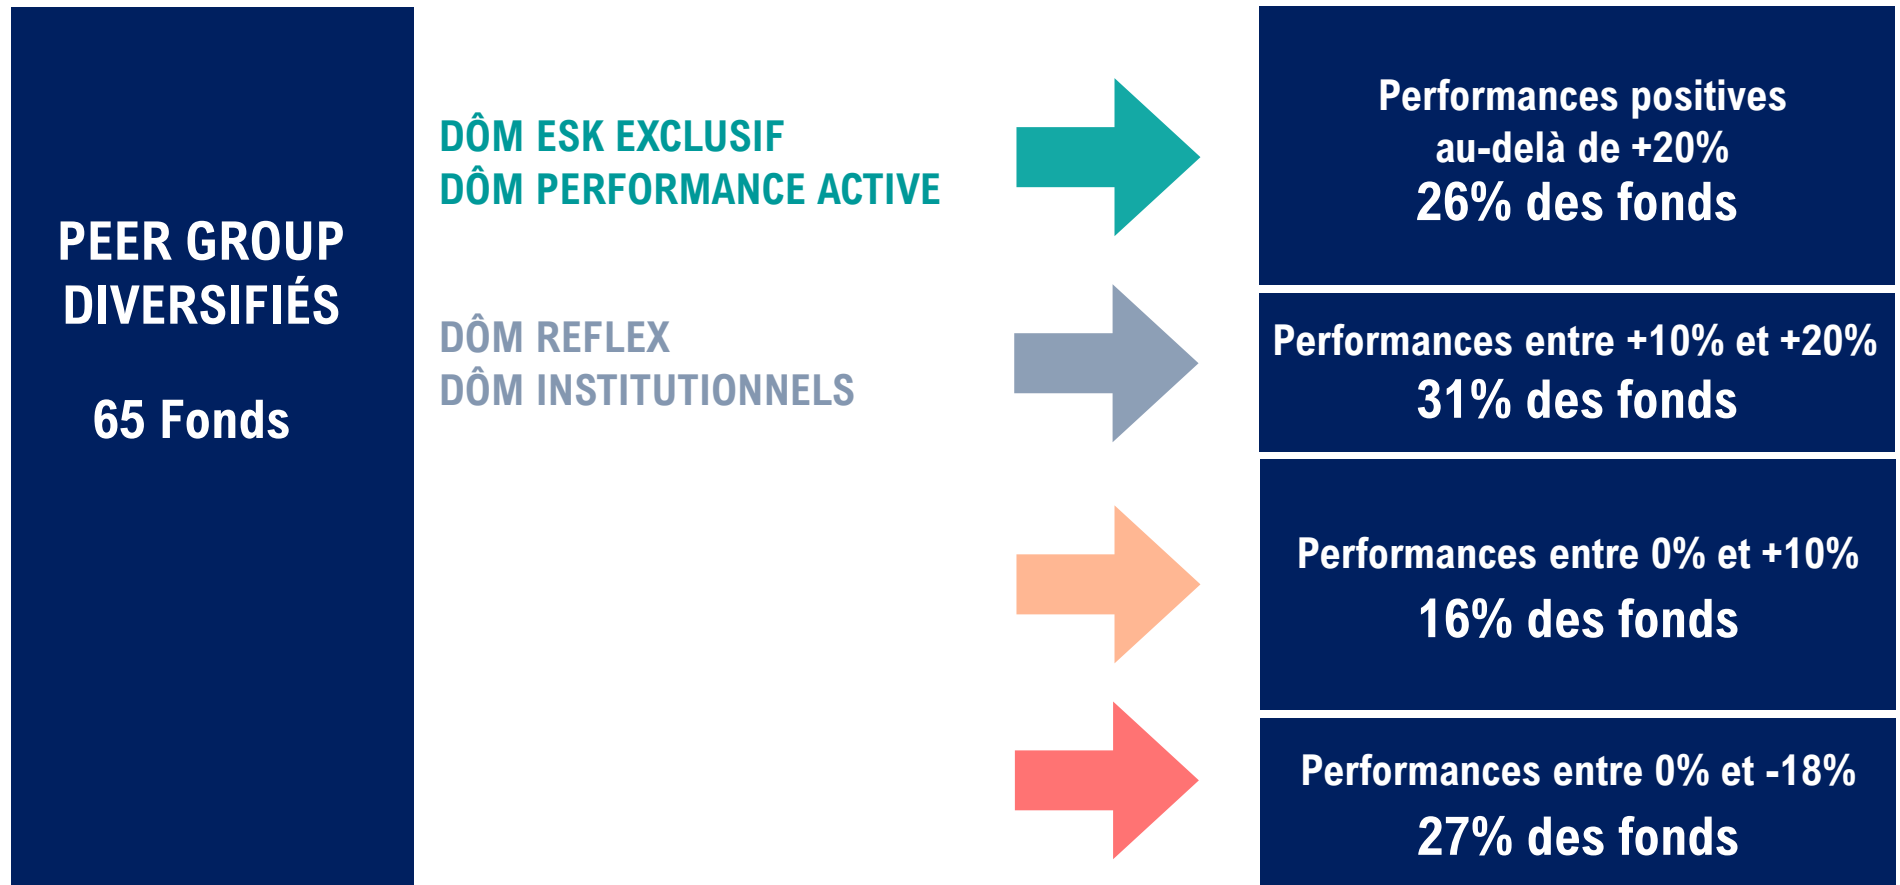 PEER GROUP
DIVERSIFIÉS
65 Fonds
DÔM ESK EXCLUSIF
DÔM PERFORMANCE ACTIVE
Performances positives
au-delà de +20%
26% des fonds
DÔM REFLEX
DÔM INSTITUTIONNELS
Performances entre +10% et +20%
31% des fonds
Performances entre 0% et +10%
16% des fonds
Performances entre 0% et -18%
27% des fonds